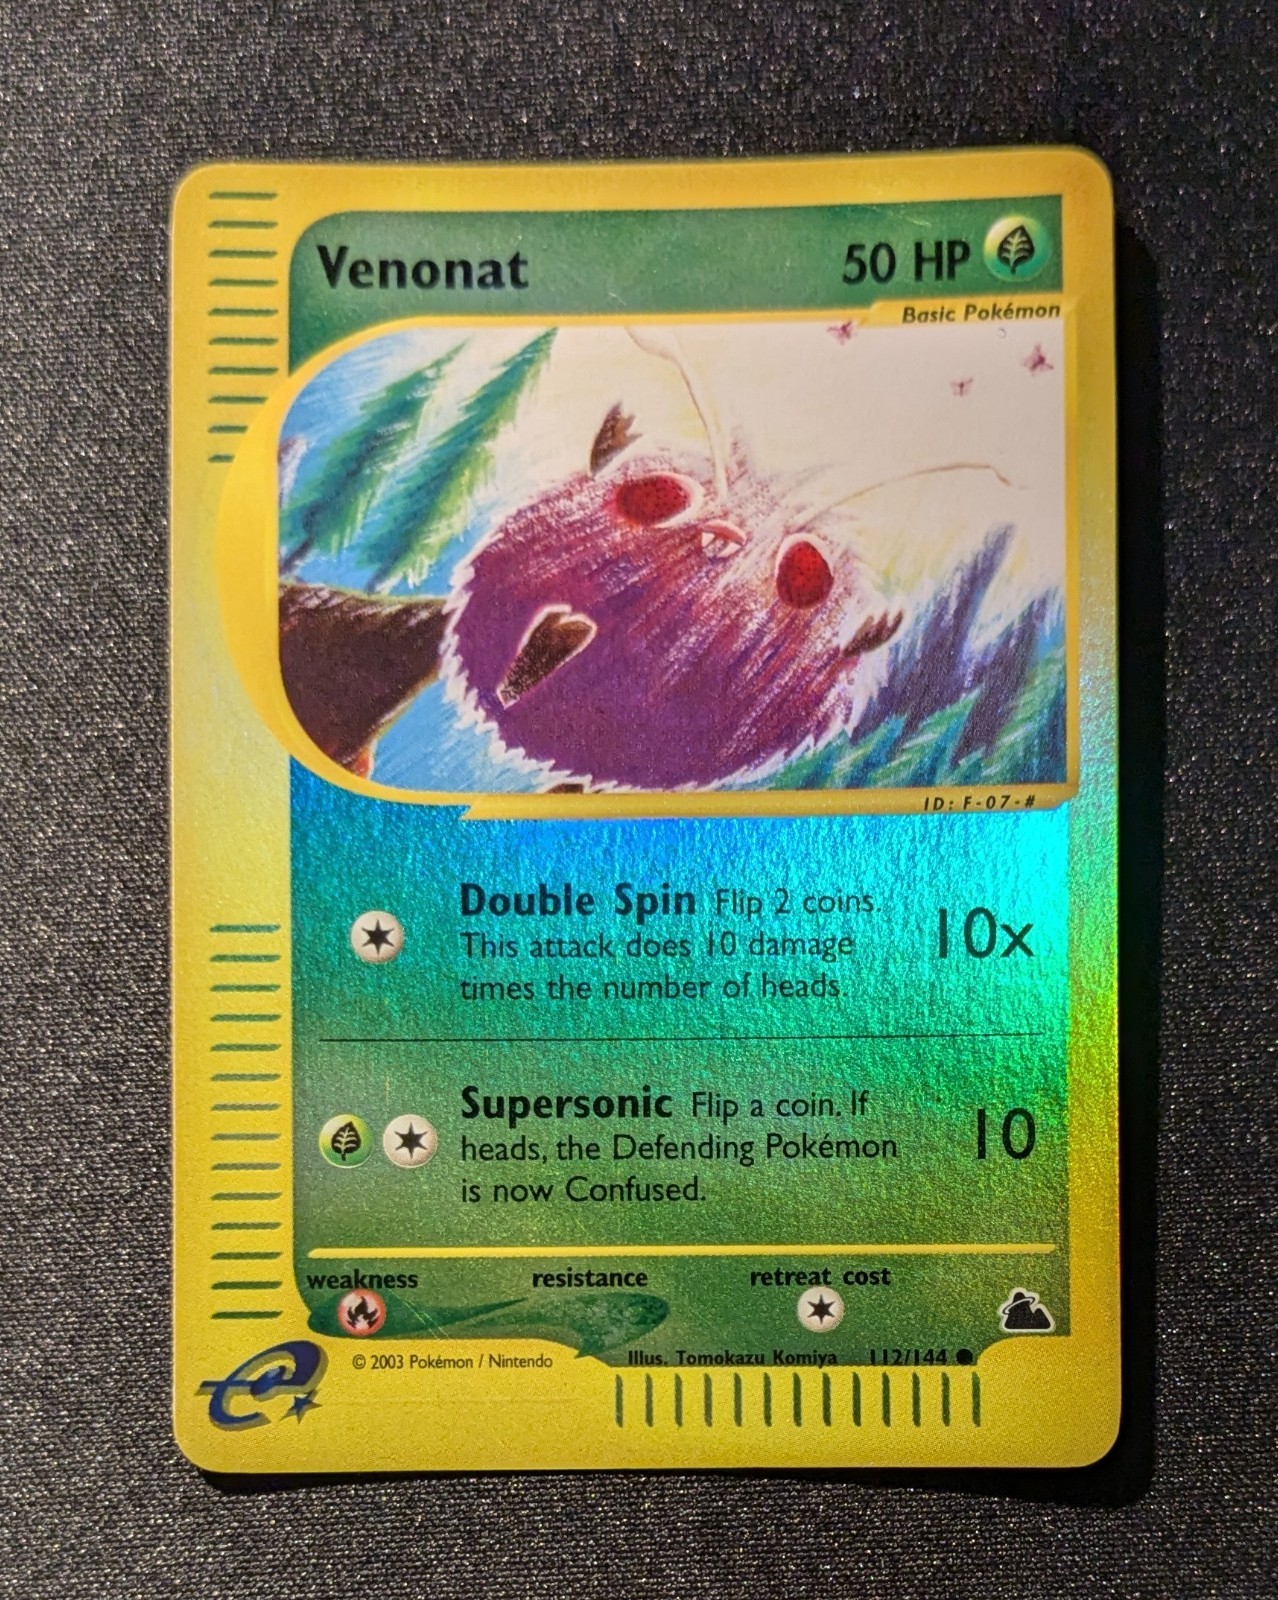 Venonat 50 HP
Basic Pokémon
ID: F-07-#
Double Spin Flip 2 coins.
This attack does 10 damage
times the number of heads.
10x
Supersonic Flip a coin. If
heads, the Defending Pokémon
is now Confused.
10
weakness resistance retreat cost
© 2003 Pokémon / Nintendo Illus. Tomokazu Komiya 112/144
e